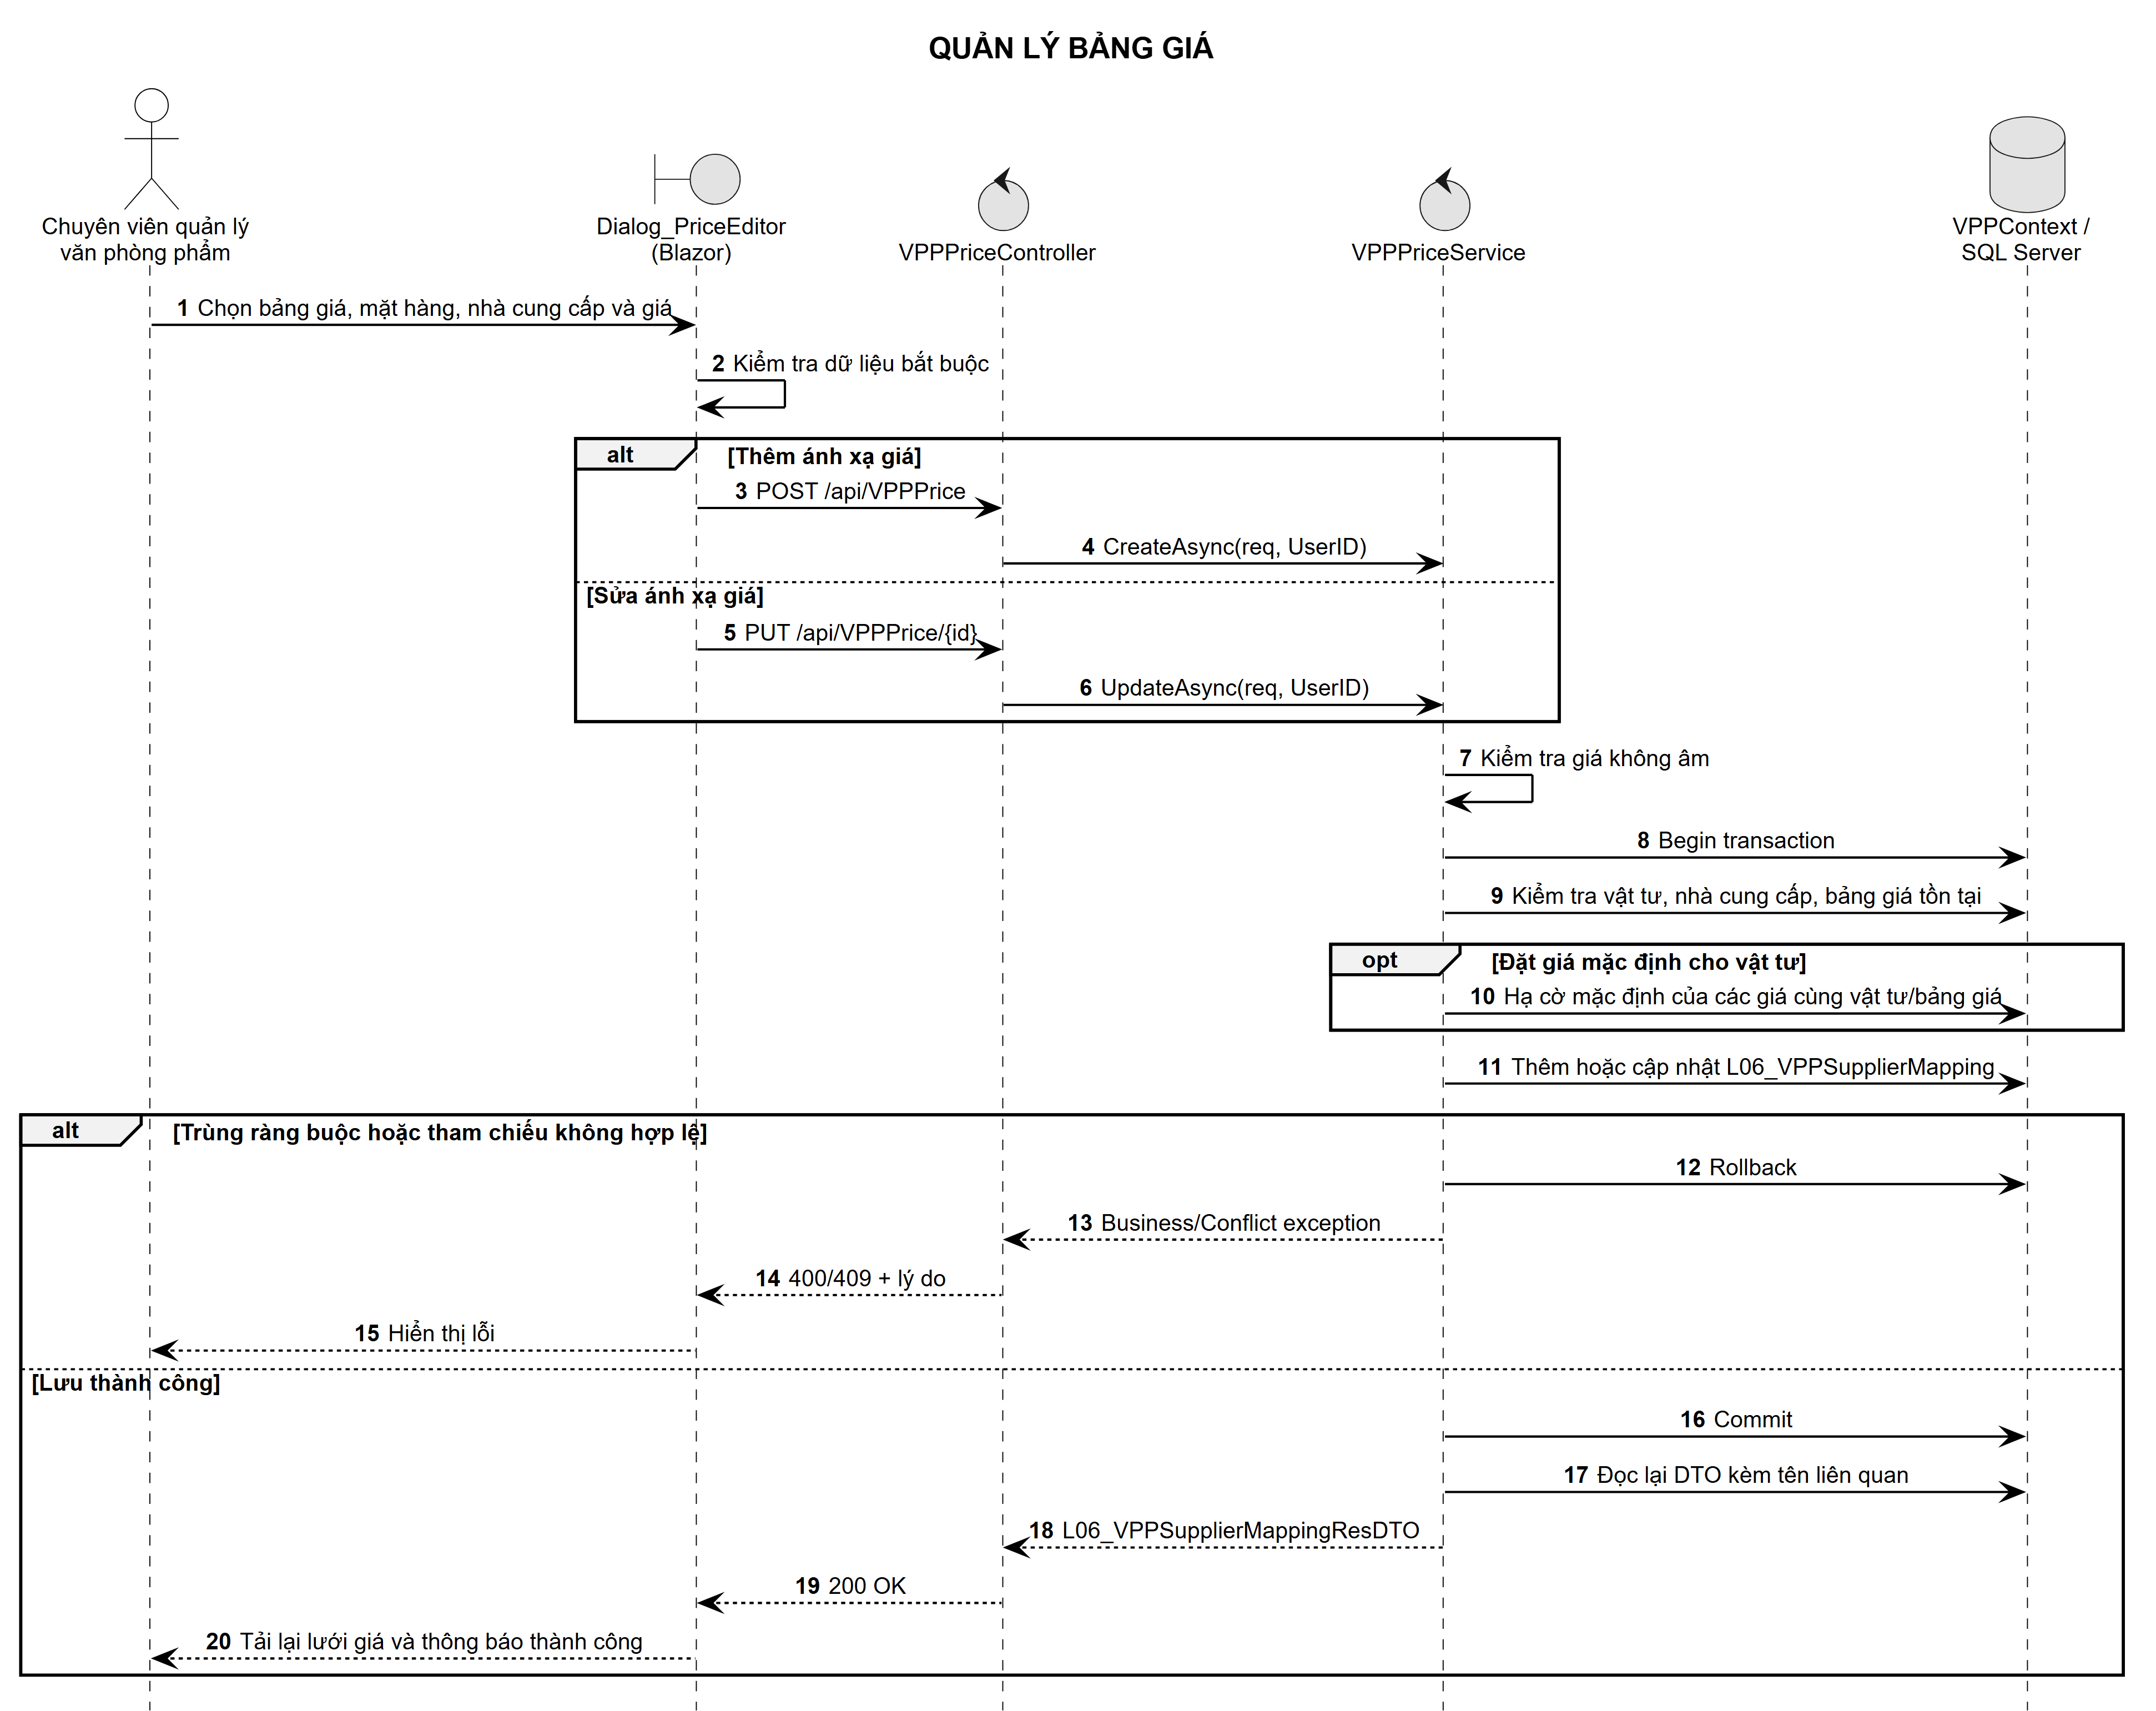 QUẢN LÝ BẢNG GIÁ
Chuyên viên quản lý
văn phòng phẩm
Dialog_PriceEditor
(Blazor)
VPPPriceController
VPPPriceService
VPPContext /
SQL Server
1 Chọn bảng giá, mặt hàng, nhà cung cấp và giá
2 Kiểm tra dữ liệu bắt buộc
alt [Thêm ánh xạ giá]
3 POST /api/VPPPrice
4 CreateAsync(req, UserID)
[Sửa ánh xạ giá]
5 PUT /api/VPPPrice/{id}
6 UpdateAsync(req, UserID)
7 Kiểm tra giá không âm
8 Begin transaction
9 Kiểm tra vật tư, nhà cung cấp, bảng giá tồn tại
opt [Đặt giá mặc định cho vật tư]
10 Hạ cờ mặc định của các giá cùng vật tư/bảng giá
11 Thêm hoặc cập nhật L06_VPPSupplierMapping
alt [Trùng ràng buộc hoặc tham chiếu không hợp lệ]
12 Rollback
13 Business/Conflict exception
14 400/409 + lý do
15 Hiển thị lỗi
[Lưu thành công]
16 Commit
17 Đọc lại DTO kèm tên liên quan
18 L06_VPPSupplierMappingResDTO
19 200 OK
20 Tải lại lưới giá và thông báo thành công